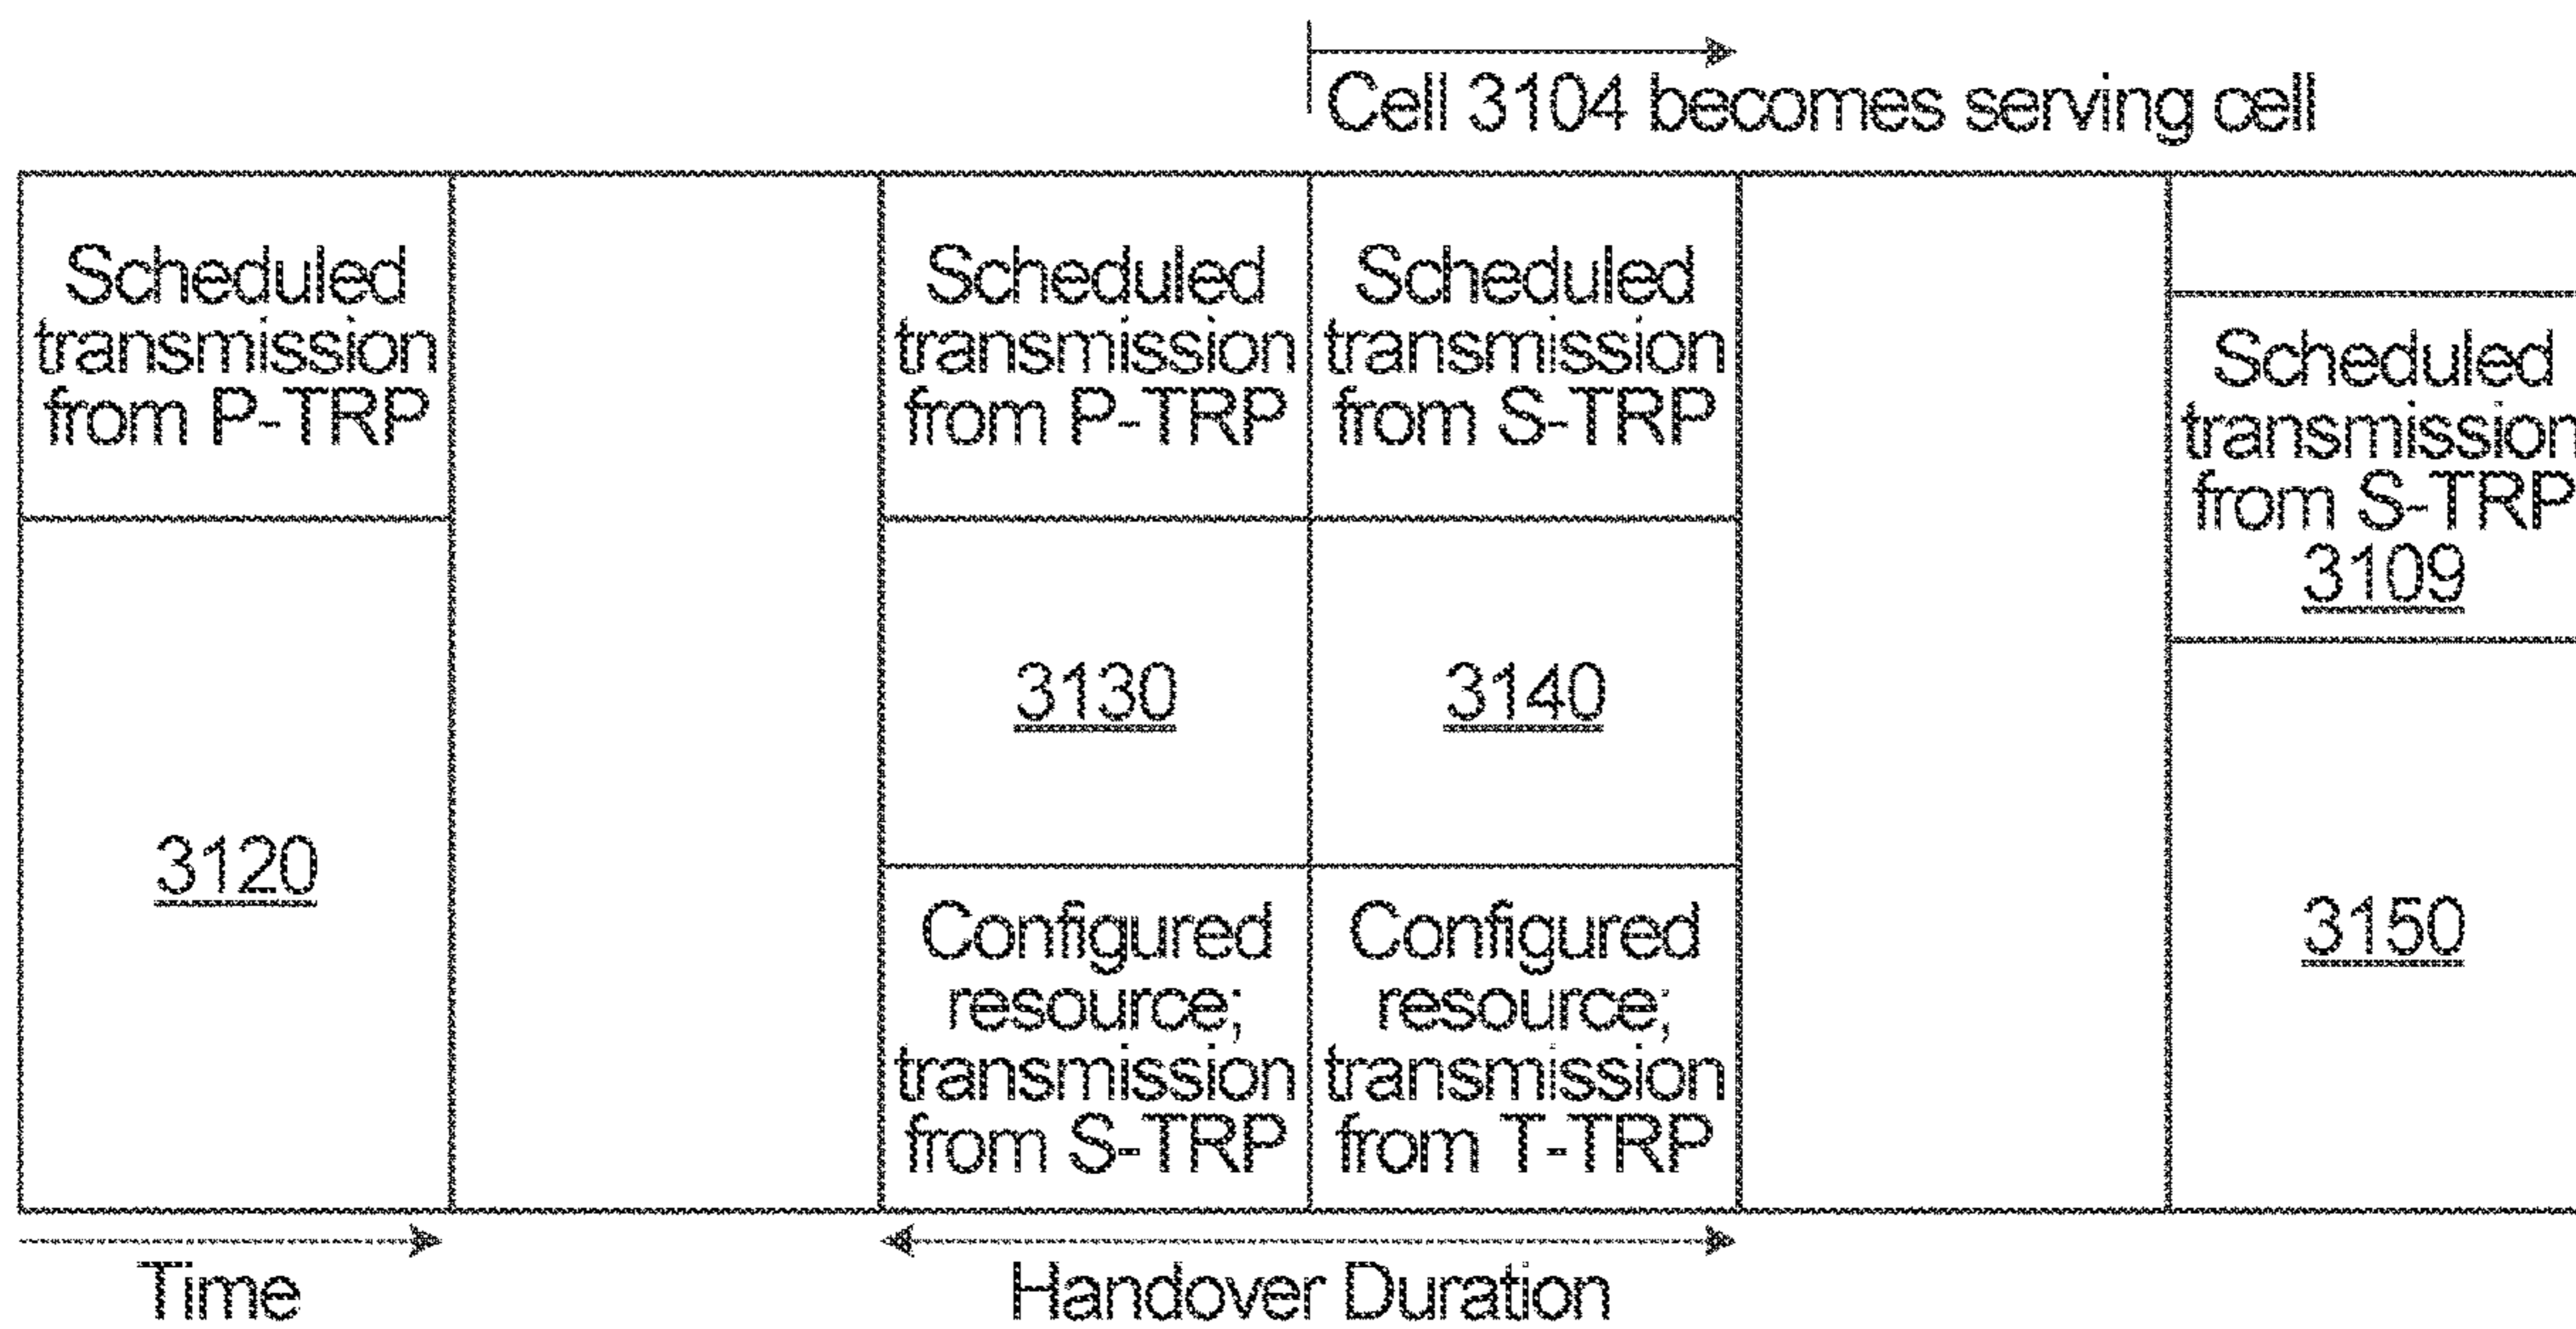 Cell 3104 becomes serving cell
Scheduled
transmission
from P-TRP
3120
Scheduled
transmission
from P-TRP
3130
Configured
resource;
transmission
from S-TRP
Scheduled
transmission
from S-TRP
3140
Configured
resource;
transmission
from T-TRP
Scheduled
transmission
from S-TRP
3109
3150
Time
Handover Duration